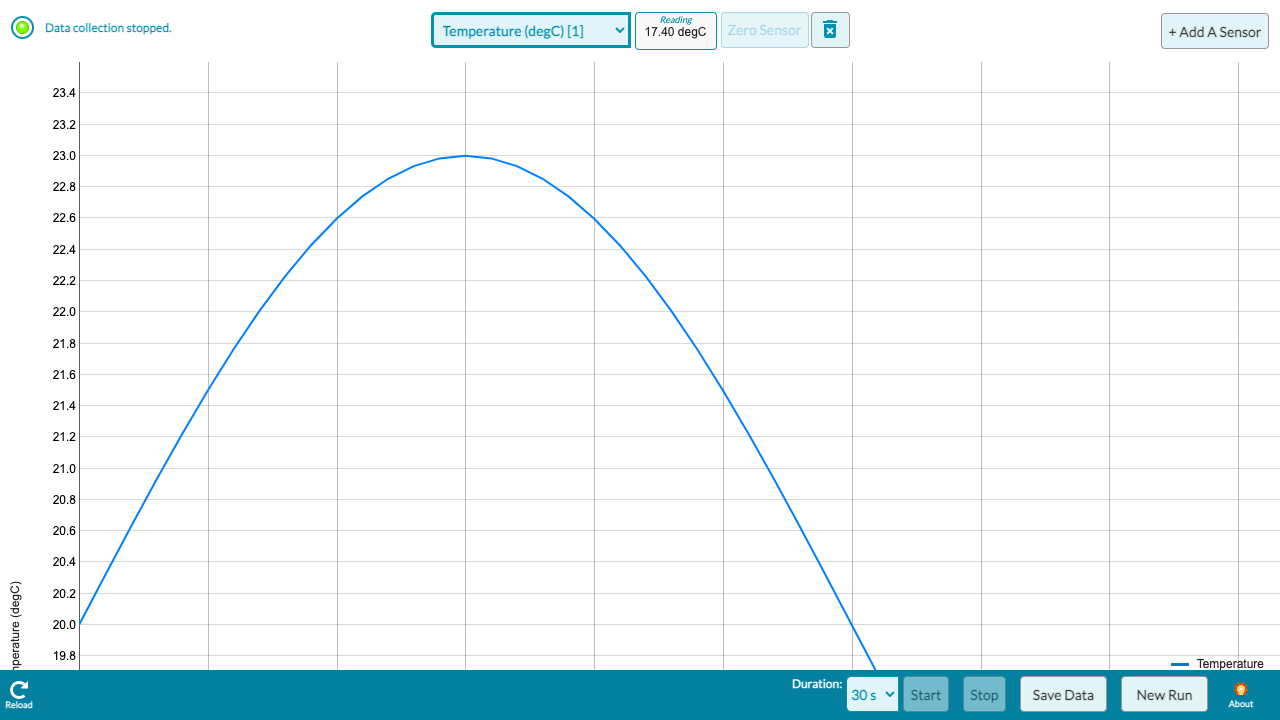 Data collection stopped.
Temperature (degC) [1]
Reading
17.40 degC
Zero Sensor
+ Add A Sensor
23.4
23.2
23.0
22.8
22.6
22.4
22.2
22.0
21.8
21.6
21.4
21.2
21.0
20.8
20.6
20.4
20.2
20.0
19.8
(degC)
Temperature
Reload
Duration:
30 s
Start
Stop
Save Data
New Run
About